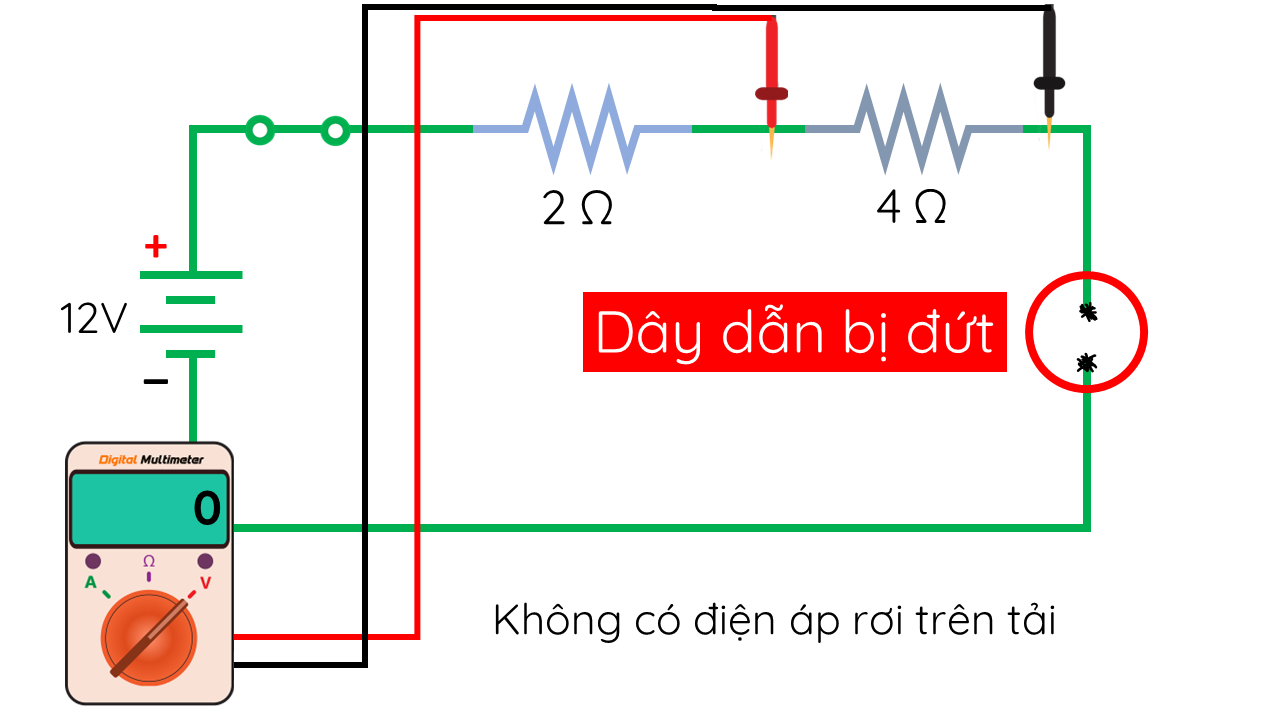 2 Ω
4 Ω
+
12V
−
Dây dẫn bị đứt
Digital Multimeter
0
Ω
A
V
Không có điện áp rơi trên tải